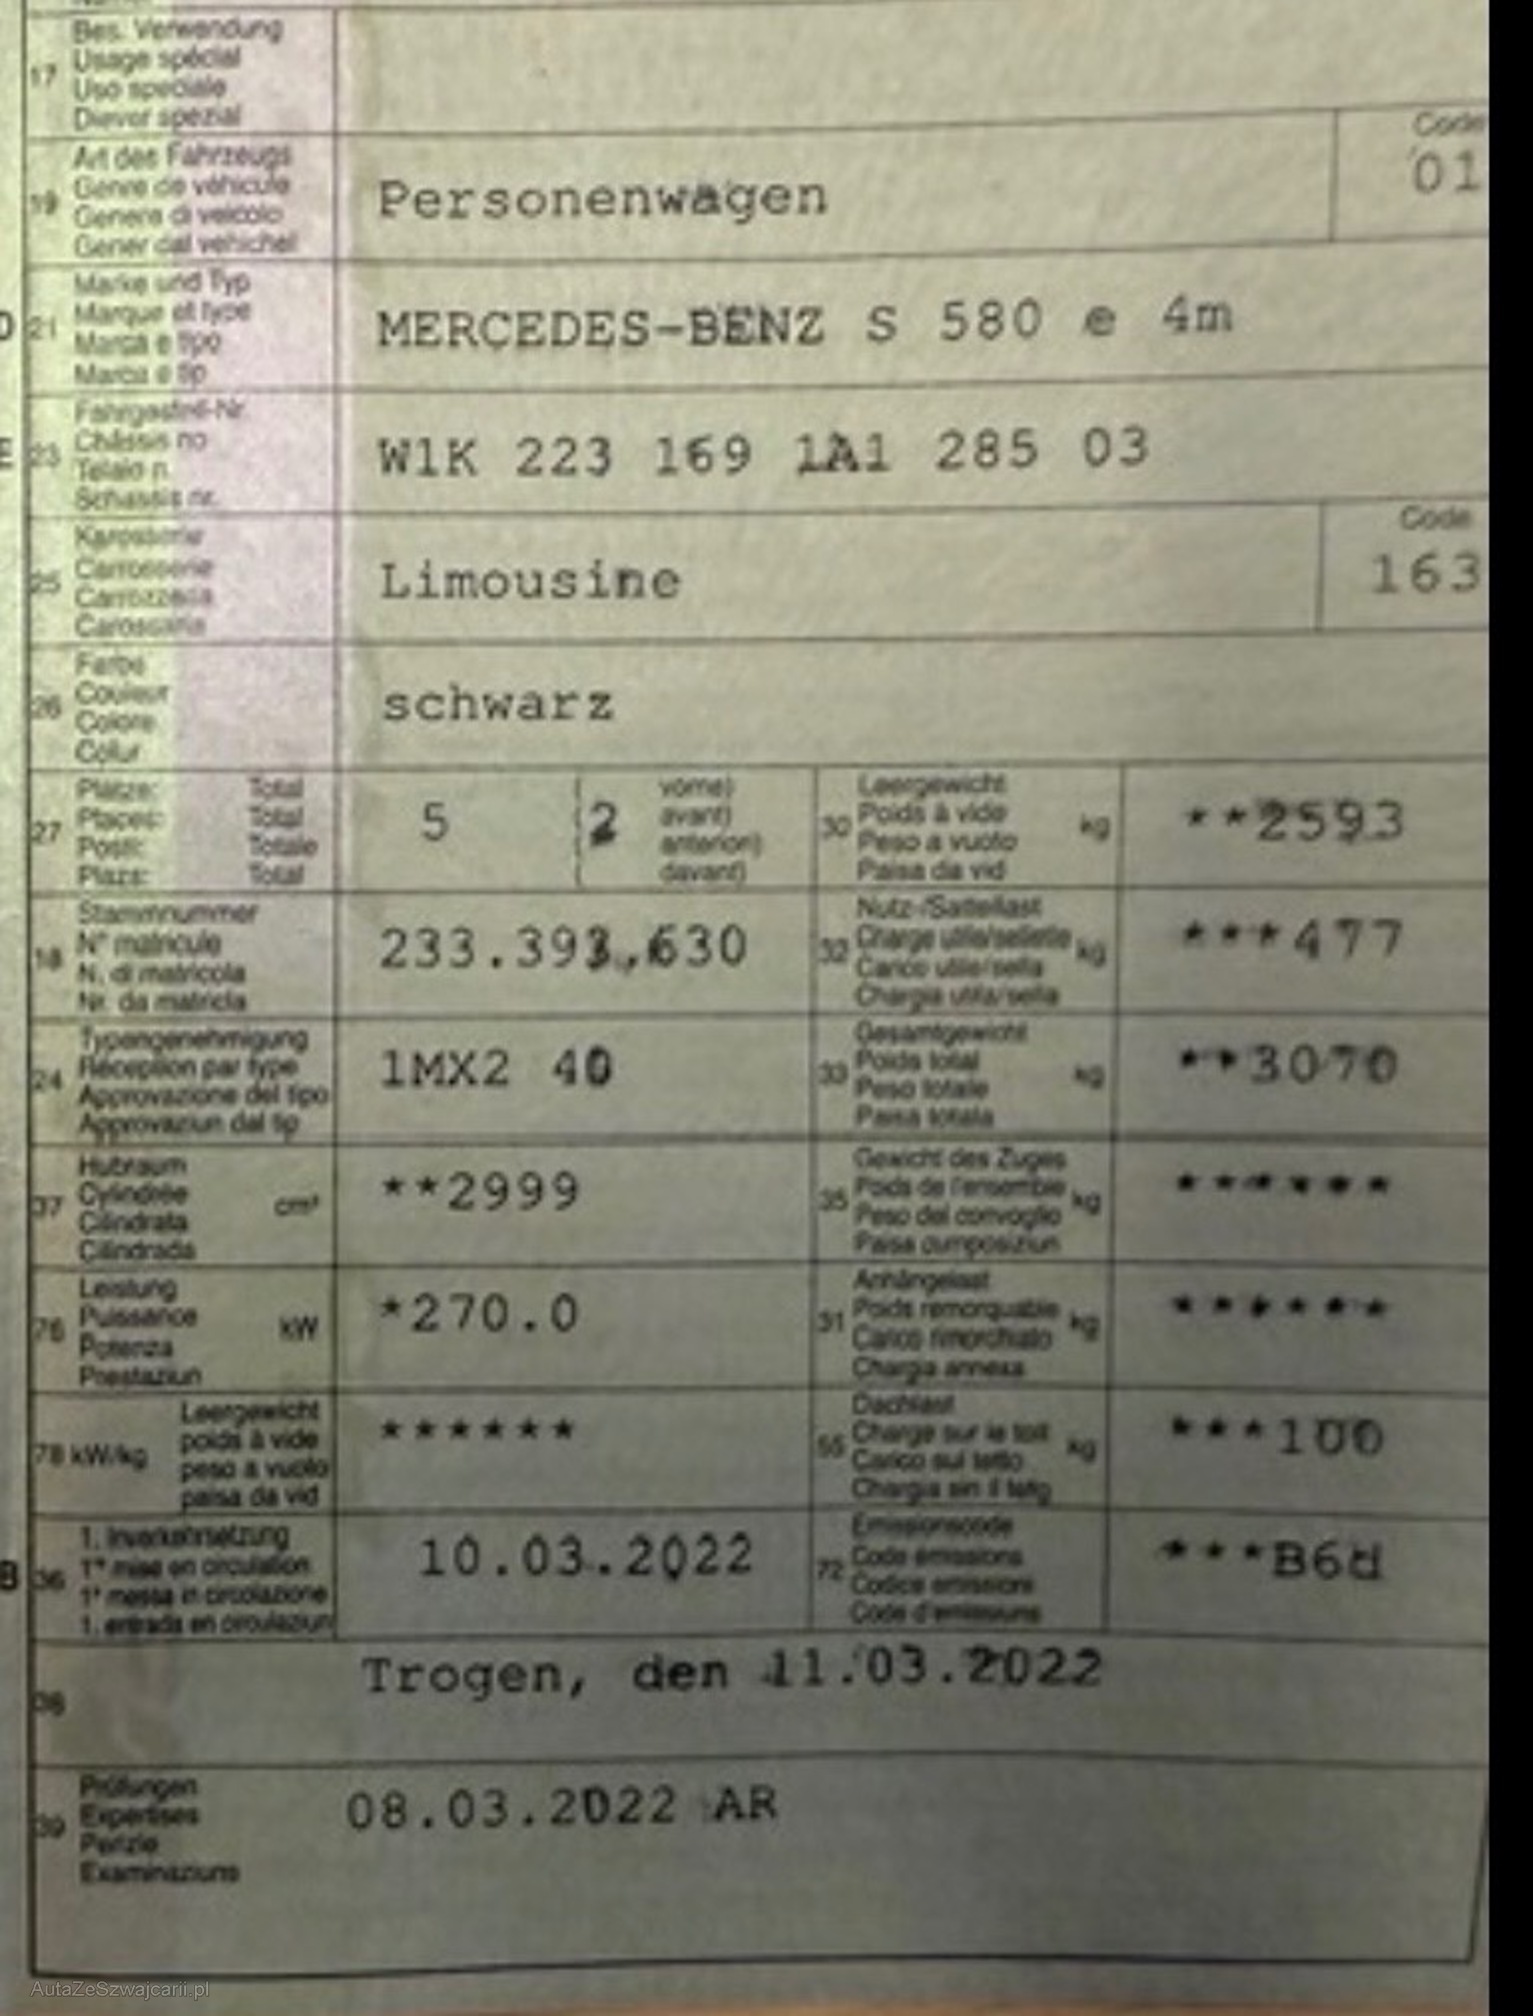 17 Bes. Verwendung
Usage spécial
Uso speciale
Diever spezial
19 Art des Fahrzeugs
Genre de véhicule
Genere di veicolo
Gener dal vehichel
Personenwagen
Code
01
D 21 Marke und Typ
Marque et type
Marca e tipo
Marca e tip
MERCEDES-BENZ S 580 e 4m
E 23 Fahrgestell-Nr.
Châssis no
Telaio n.
Schassis nr.
W1K 223 169 1A1 285 03
25 Karosserie
Carrosserie
Carrozzeria
Carossaria
Limousine
Code
163
26 Farbe
Couleur
Colore
Colur
schwarz
27 Plätze: Total
Places: Total
Posti: Totale
Plazs: Total
5 (2 vorne)
avant)
anteriori)
davant)
30 Leergewicht
Poids à vide
Peso a vuoto
Paisa da vid
kg
**2593
18 Stammnummer
N° matricule
N. di matricola
Nr. da matricla
233.393.630
32 Nutz-/Sattellast
Charge utile/sellette
Carico utile/sella
Chargia utila/sella
kg
***477
24 Typengenehmigung
Réception par type
Approvazione del tipo
Approvaziun dal tip
1MX2 40
33 Gesamtgewicht
Poids total
Peso totale
Paisa totala
kg
**3070
37 Hubraum
Cylindrée
Cilindrata
Cilindrada
cm³
**2999
35 Gewicht des Zuges
Poids de l'ensemble
Peso del convoglio
Paisa cumposiziun
kg
******
76 Leistung
Puissance
Potenza
Prestaziun
kW
*270.0
31 Anhängelast
Poids remorquable
Carico rimorchiato
Chargia annexa
kg
******
78 kW/kg
Leergewicht
poids à vide
peso a vuoto
paisa da vid
******
55 Dachlast
Charge sur le toit
Carico sul tetto
Chargia sin il tetg
kg
***100
B 36 1. Inverkehrsetzung
1re mise en circulation
1a messa in circolazione
1. entrada en circulaziun
10.03.2022
72 Emissionscode
Code émissions
Codice emissioni
Code d'emissiuns
***B6d
38
Trogen, den 11.03.2022
39 Prüfungen
Expertises
Perizie
Examinaziuns
08.03.2022 AR
AutaZeSzwajcarii.pl